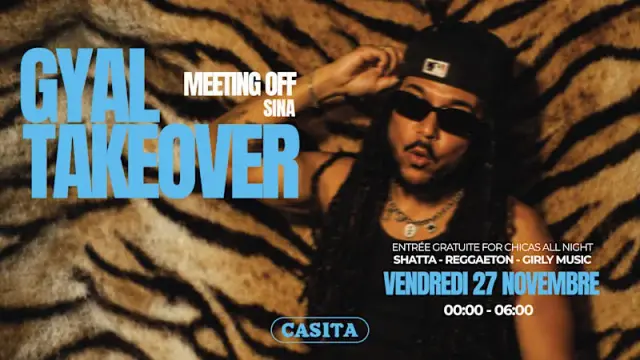 GYAL
TAKEOVER
MEETING OFF
SINA
ENTRÉE GRATUITE FOR CHICAS ALL NIGHT
SHATTA - REGGAETON - GIRLY MUSIC
VENDREDI 27 NOVEMBRE
00:00 - 06:00
CASITA